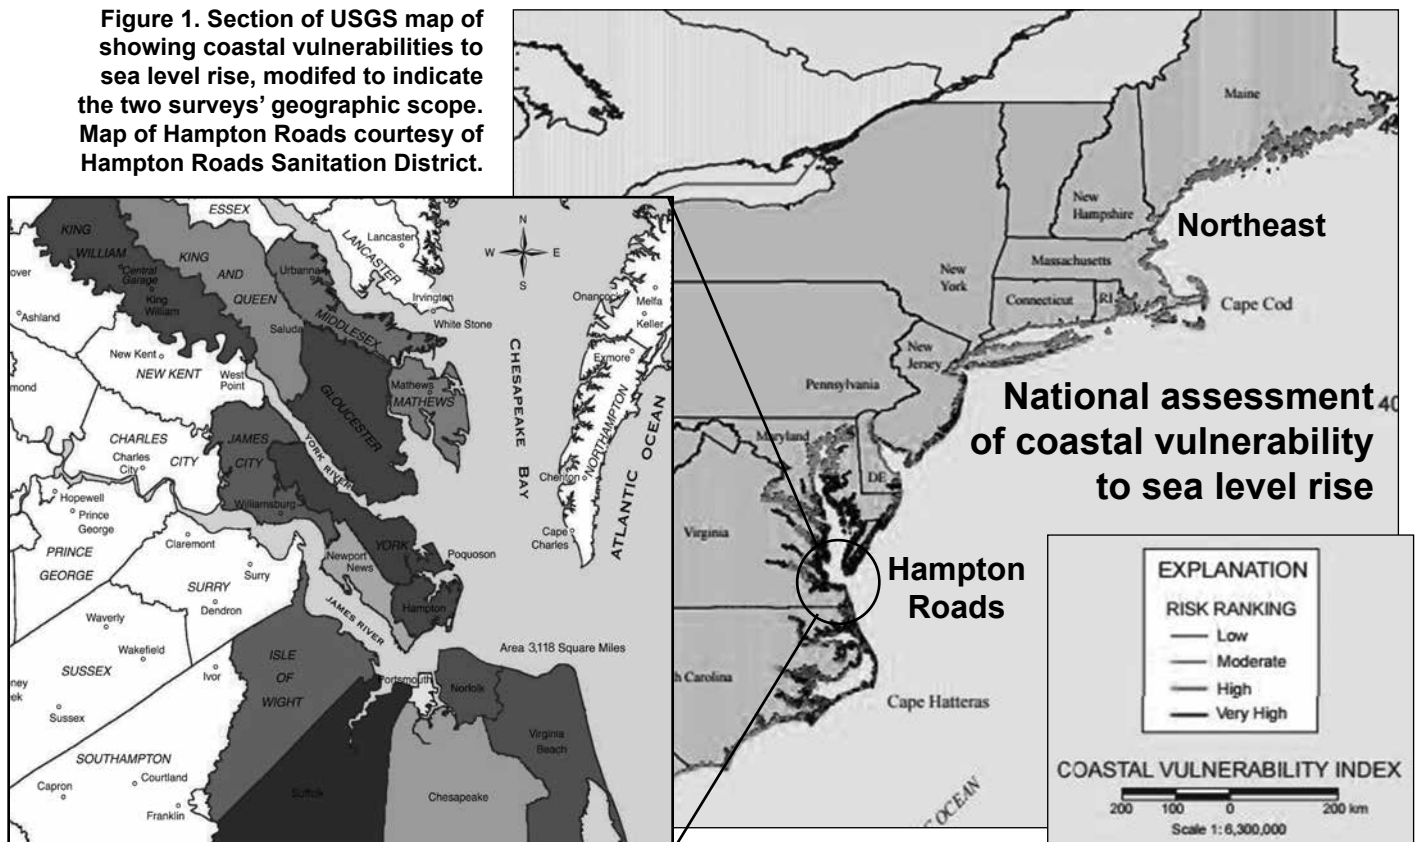 Figure 1. Section of USGS map of
showing coastal vulnerabilities to
sea level rise, modifed to indicate
the two surveys' geographic scope.
Map of Hampton Roads courtesy of
Hampton Roads Sanitation District.
ESSEX
KING
WILLIAM
Central
Garage
King
William
KING
AND
QUEEN
Urbanna
LANCASTER
Lancaster
Irvington
White Stone
N
W
E
S
Onancock
Melfa
Keller
over
Ashland
Saluda
MIDDLESEX
New Kent
NEW KENT
West
Point
mond
GLOUCESTER
Mathews
MATHEWS
CHESAPEAKE BAY
Exmore
NORTHAMPTON
Cheriton
Cape
Charles
ATLANTIC OCEAN
CHARLES
Charles
City
CITY
JAMES
CITY
YORK RIVER
Williamsburg
Hopewell
Prince
George
PRINCE
GEORGE
Claremont
SURRY
Surry
Dendron
Newport
News
YORK
Poquoson
Hampton
JAMES RIVER
Waverly
Wakefield
SUSSEX
Sussex
ney
ek
Ivor
ISLE
OF
WIGHT
Area 3,118 Square Miles
Portsmouth
Norfolk
Virginia
Beach
SOUTHAMPTON
Courtland
Capron
Franklin
Suffolk
Chesapeake
Maine
New
Hampshire
Northeast
New
York
Massachusetts
Connecticut
RI
Cape Cod
New
Jersey
Pennsylvania
40
National assessment
of coastal vulnerability
to sea level rise
Maryland
DE
Virginia
Hampton
Roads
h Carolina
Cape Hatteras
C OCEAN
EXPLANATION
RISK RANKING
Low
Moderate
High
Very High
COASTAL VULNERABILITY INDEX
200 100 0 200 km
Scale 1: 6,300,000